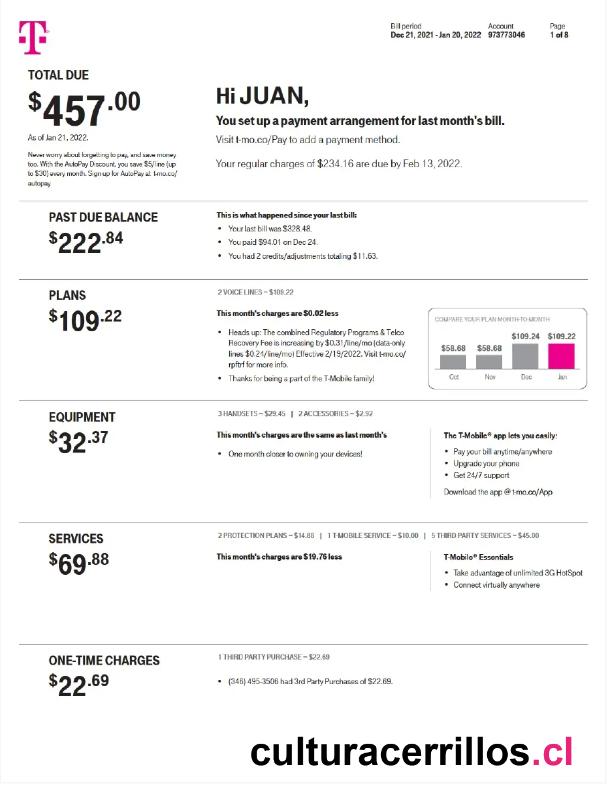 T
Bill period Account Page
Dec 21, 2021 - Jan 20, 2022 973773046 1 of 8
TOTAL DUE
$457.00
As of Jan 21, 2022.
Never worry about forgetting to pay, and save money
too. With the AutoPay Discount, you save $5/line (up
to $30) every month. Sign up for AutoPay at t-mo.co/
autopay
Hi JUAN,
You set up a payment arrangement for last month's bill.
Visit t-mo.co/Pay to add a payment method.
Your regular charges of $234.16 are due by Feb 13, 2022.
PAST DUE BALANCE
$222.84
This is what happened since your last bill:
• Your last bill was $328.48.
• You paid $94.01 on Dec 24.
• You had 2 credits/adjustments totaling $11.63.
PLANS
$109.22
2 VOICE LINES – $109.22
This month's charges are $0.02 less
• Heads up: The combined Regulatory Programs & Telco
Recovery Fee is increasing by $0.31/line/mo (data-only
lines $0.24/line/mo) Effective 2/19/2022. Visit t-mo.co/
rpftrf for more info.
• Thanks for being a part of the T-Mobile family!
COMPARE YOUR PLAN MONTH-TO-MONTH
$58.68 $58.68 $109.24 $109.22
Oct Nov Dec Jan
EQUIPMENT
$32.37
3 HANDSETS – $29.45 | 2 ACCESSORIES – $2.92
This month's charges are the same as last month's
• One month closer to owning your devices!
The T-Mobile® app lets you easily:
• Pay your bill anytime/anywhere
• Upgrade your phone
• Get 24/7 support
Download the app @ t-mo.co/App
SERVICES
$69.88
2 PROTECTION PLANS – $14.88 | 1 T-MOBILE SERVICE – $10.00 | 5 THIRD PARTY SERVICES – $45.00
This month's charges are $19.76 less
T-Mobile® Essentials
• Take advantage of unlimited 3G HotSpot
• Connect virtually anywhere
ONE-TIME CHARGES
$22.69
1 THIRD PARTY PURCHASE – $22.69
• (346) 495-3506 had 3rd Party Purchases of $22.69.
culturacerrillos.cl